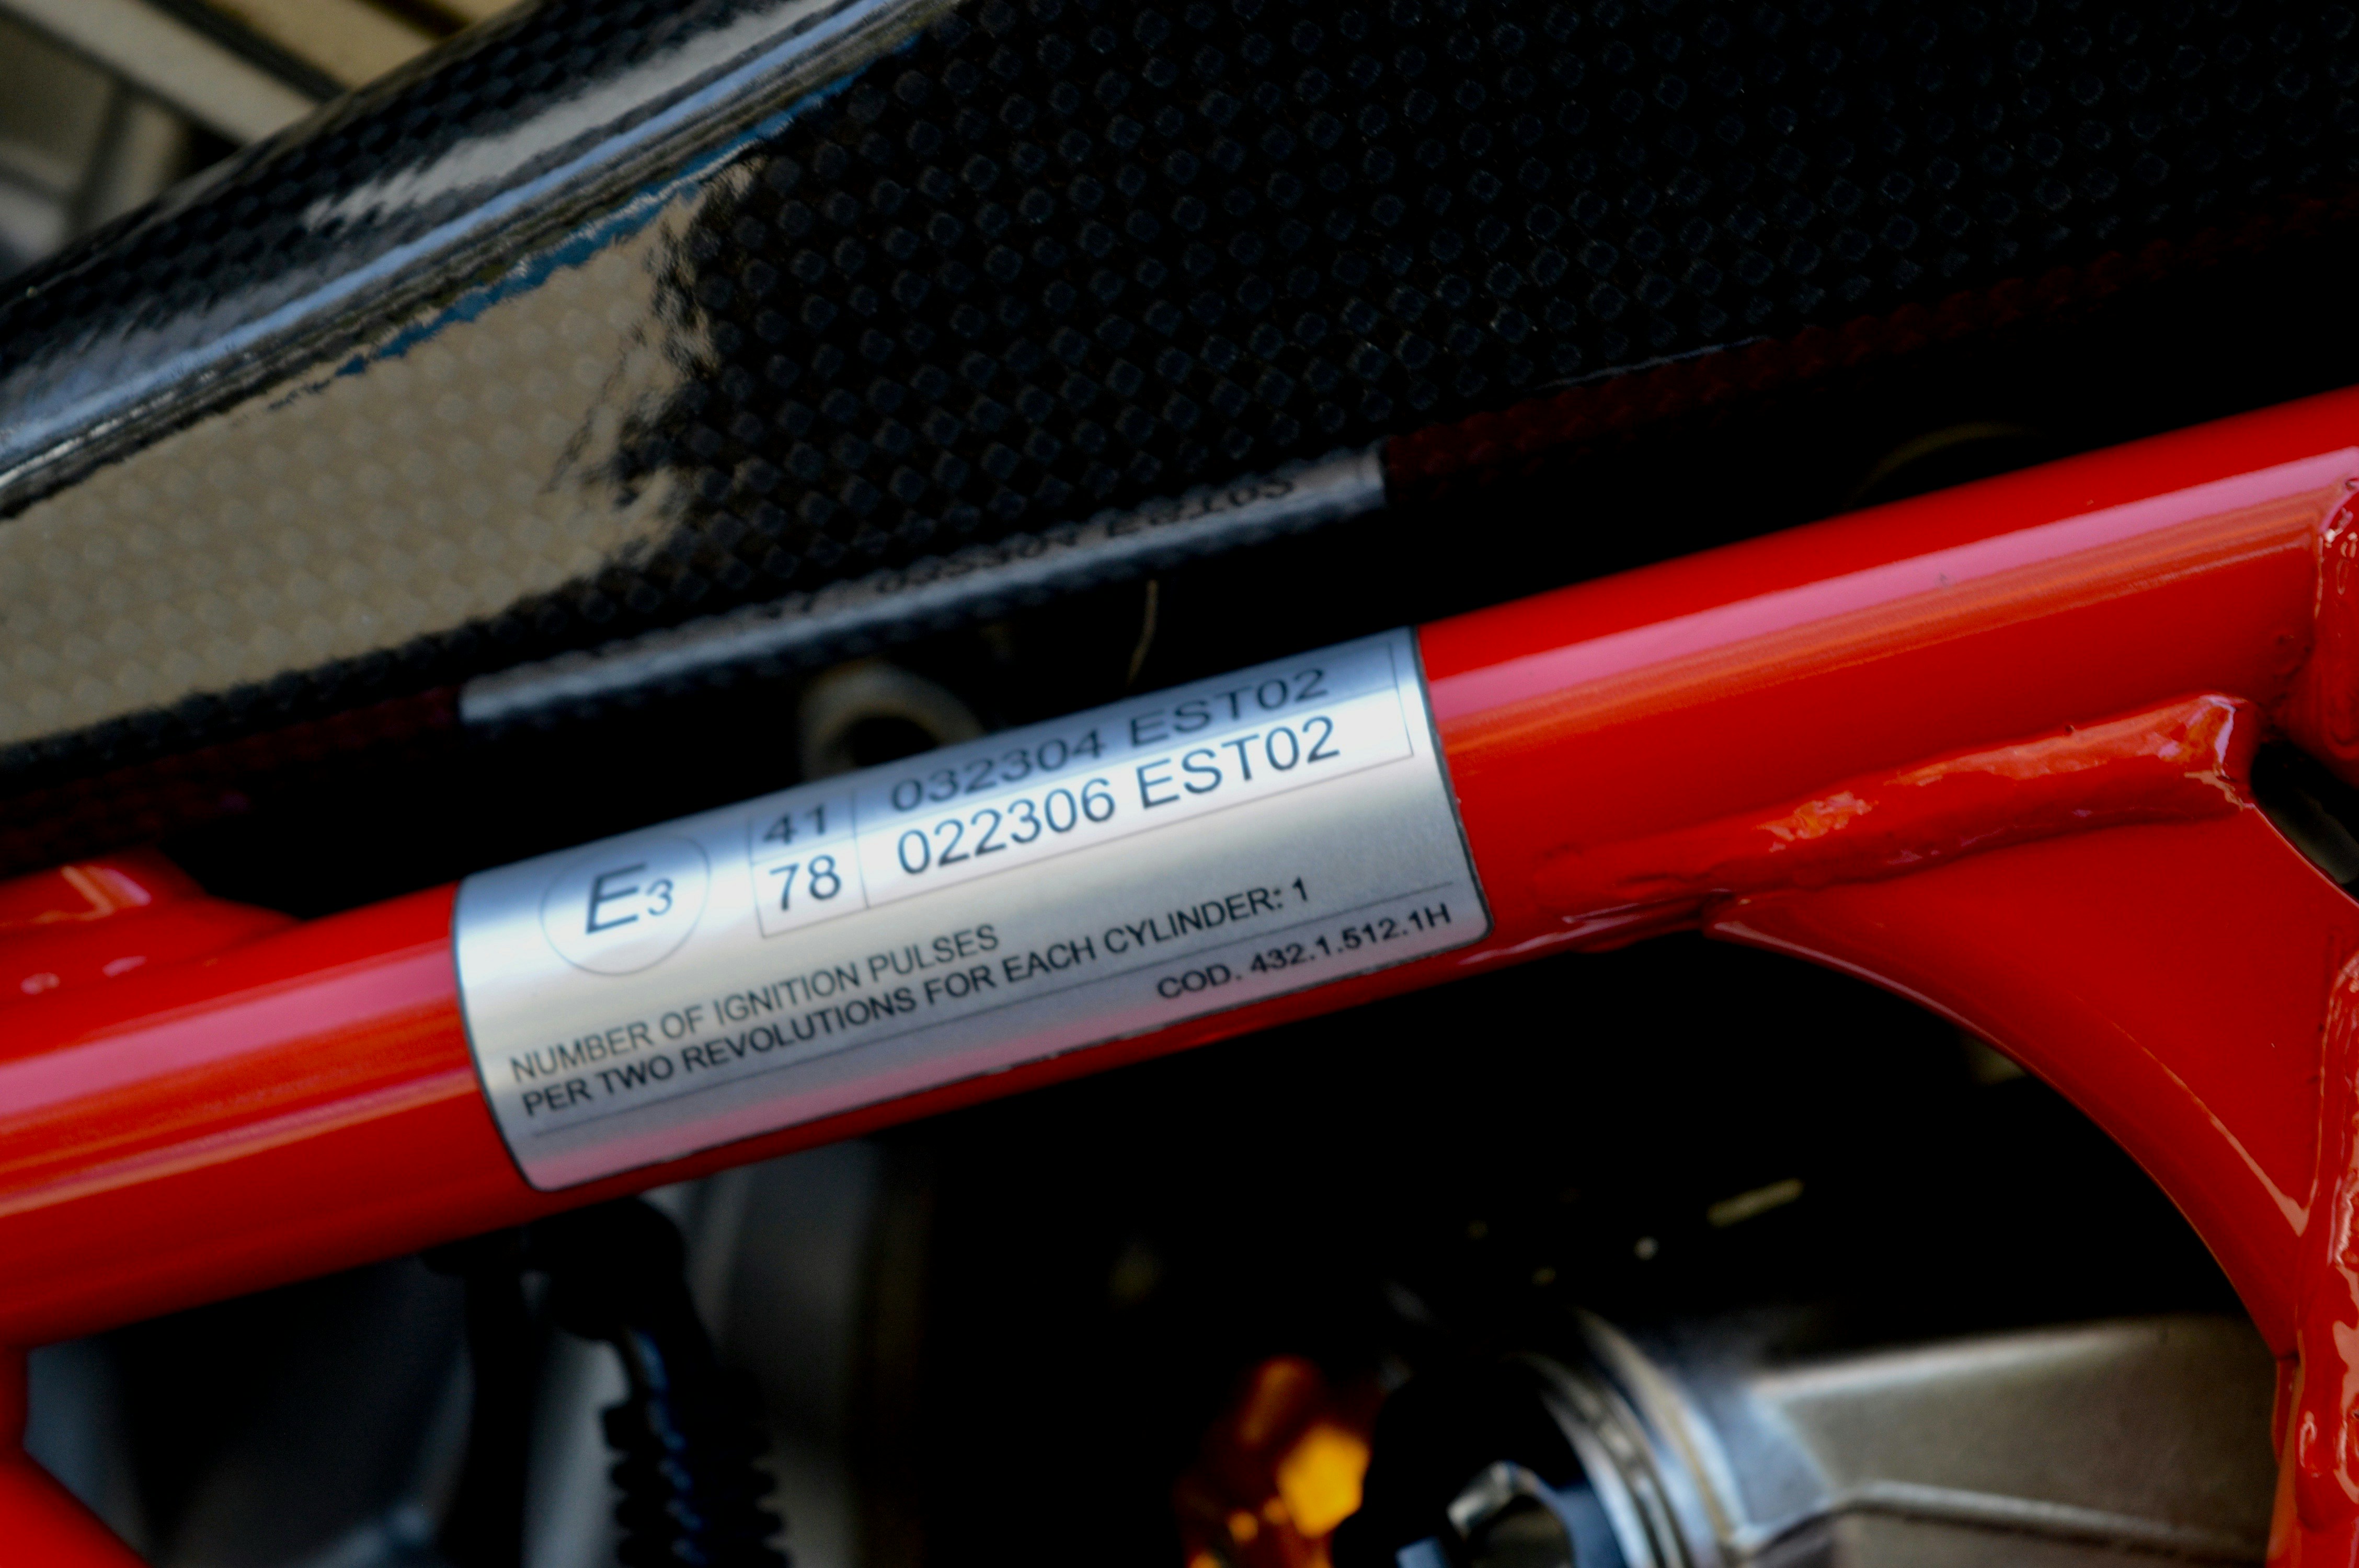 E3
41 032304 EST02
78 022306 EST02
NUMBER OF IGNITION PULSES
PER TWO REVOLUTIONS FOR EACH CYLINDER: 1
COD. 432.1.512.1H